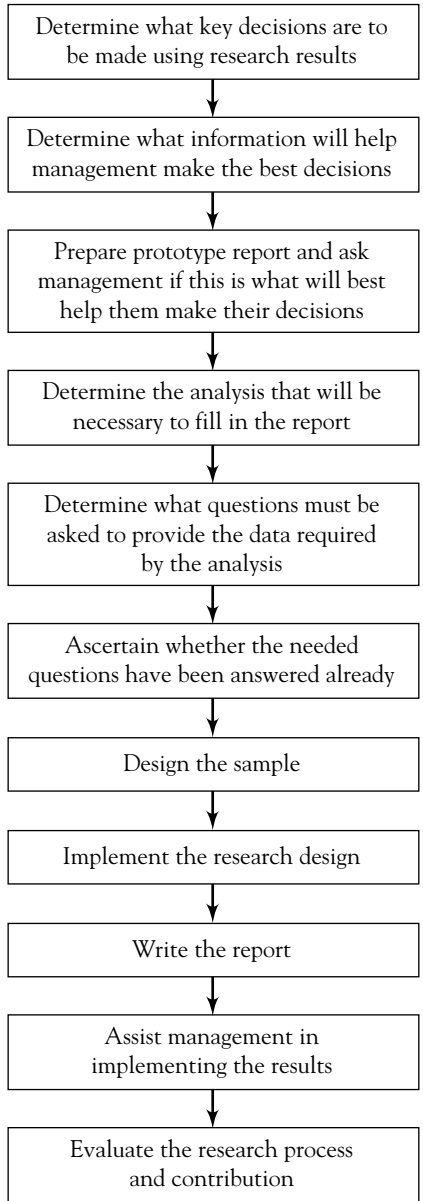 Determine what key decisions are to
be made using research results
Determine what information will help
management make the best decisions
Prepare prototype report and ask
management if this is what will best
help them make their decisions
Determine the analysis that will be
necessary to fill in the report
Determine what questions must be
asked to provide the data required
by the analysis
Ascertain whether the needed
questions have been answered already
Design the sample
Implement the research design
Write the report
Assist management in
implementing the results
Evaluate the research process
and contribution